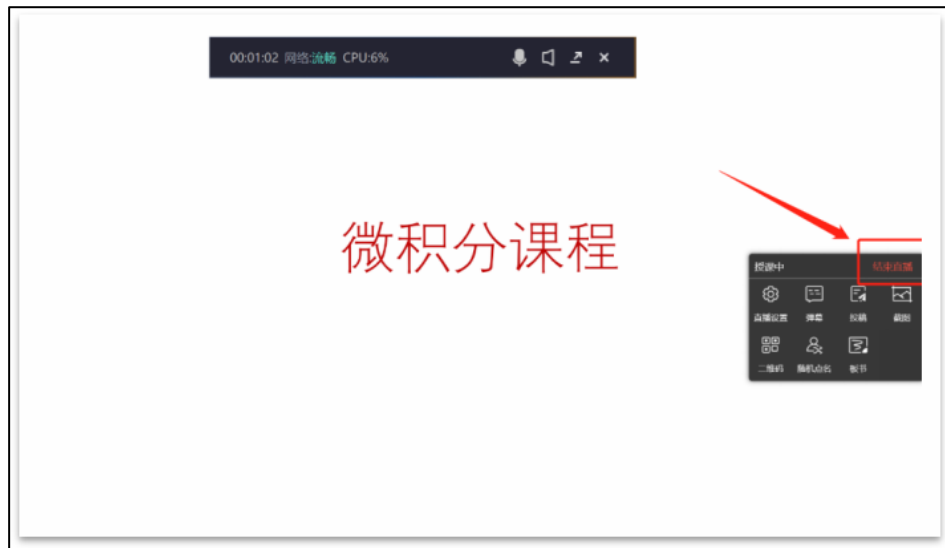 00:01:02 网络:流畅 CPU:6%
微积分课程
授课中 结束直播
直播设置 弹幕 投稿 截图
二维码 随机点名 板书